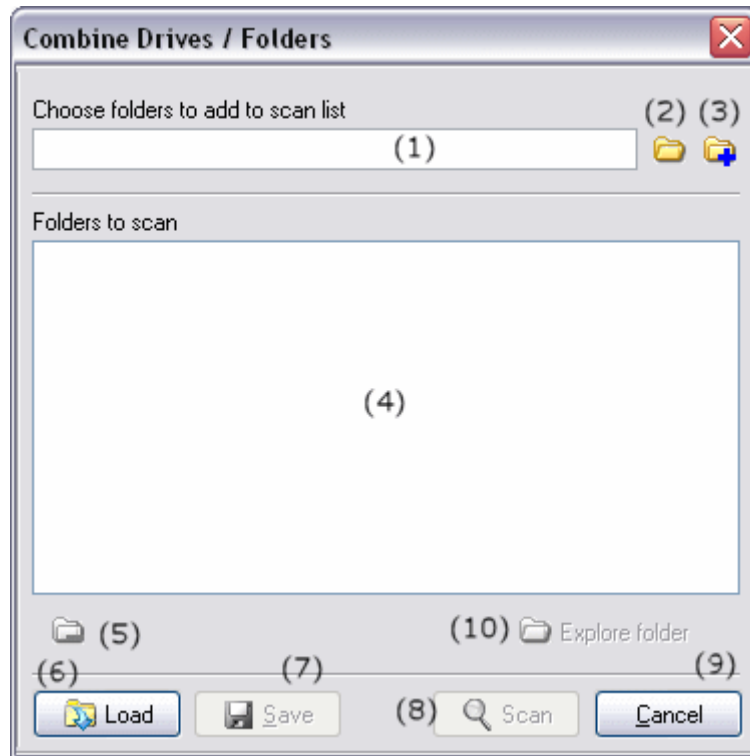 Combine Drives / Folders
Choose folders to add to scan list
(2) (3)
(1)
Folders to scan
(4)
(5)
(10) Explore folder
(6) (7) (9)
Load Save (8) Scan Cancel